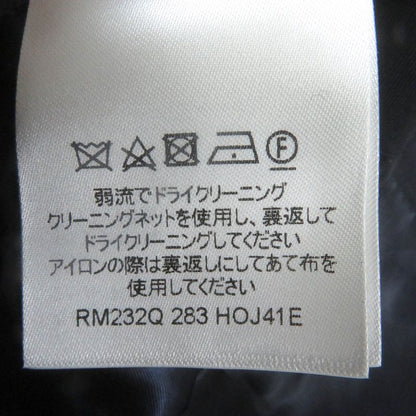 F
弱流でドライクリーニング
クリーニングネットを使用し、裏返して
ドライクリーニングしてください
アイロンの際は裏返しにしてあて布を
使用してください
RM232Q 283 HOJ41E